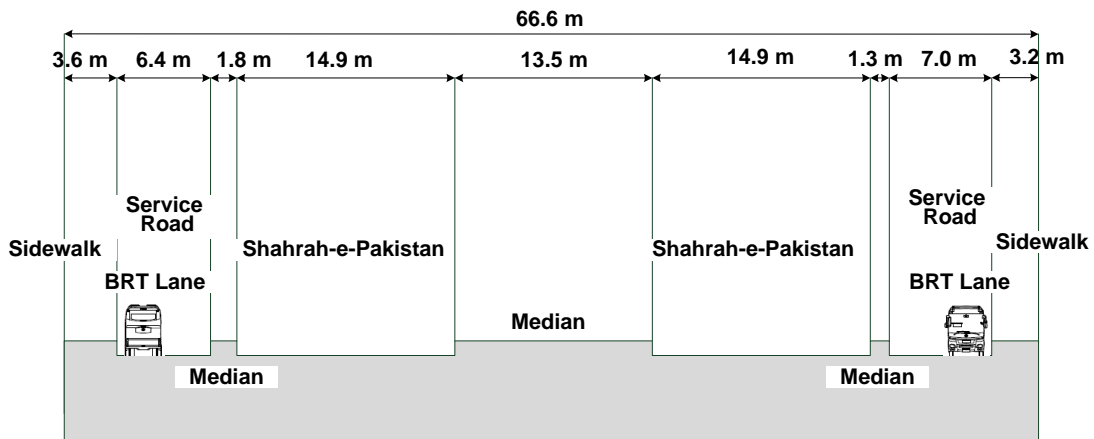 66.6 m
3.6 m 6.4 m 1.8 m 14.9 m 13.5 m 14.9 m 1.3 m 7.0 m 3.2 m
Service
Road
Service
Road
Sidewalk
Shahrah-e-Pakistan
Shahrah-e-Pakistan
Sidewalk
BRT Lane
BRT Lane
Median
Median
Median